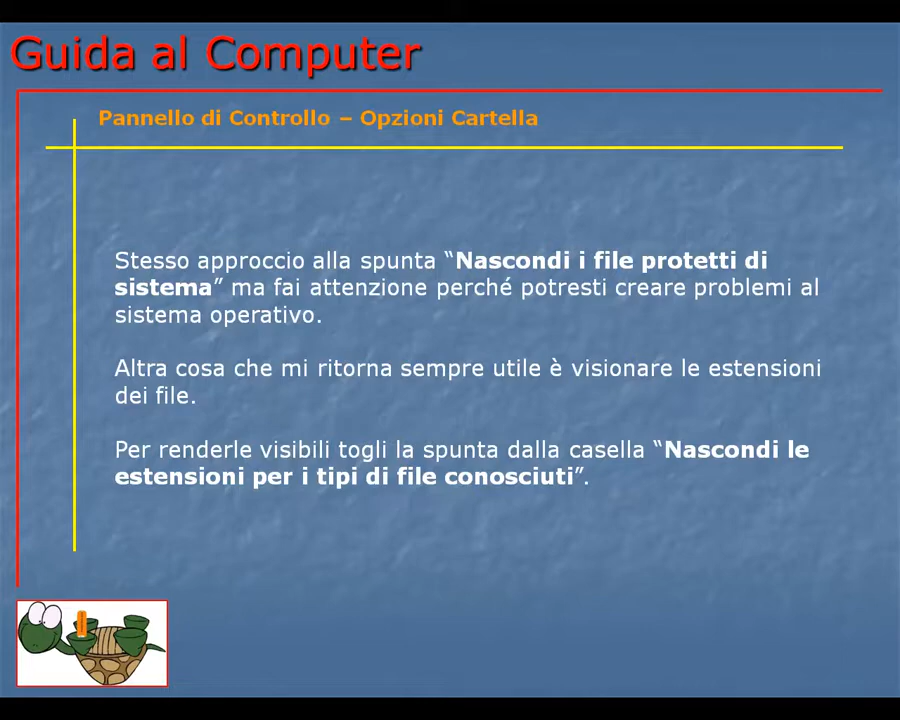 Guida al Computer
Pannello di Controllo – Opzioni Cartella
Stesso approccio alla spunta “Nascondi i file protetti di
sistema” ma fai attenzione perché potresti creare problemi al
sistema operativo.
Altra cosa che mi ritorna sempre utile è visionare le estensioni
dei file.
Per renderle visibili togli la spunta dalla casella “Nascondi le
estensioni per i tipi di file conosciuti”.